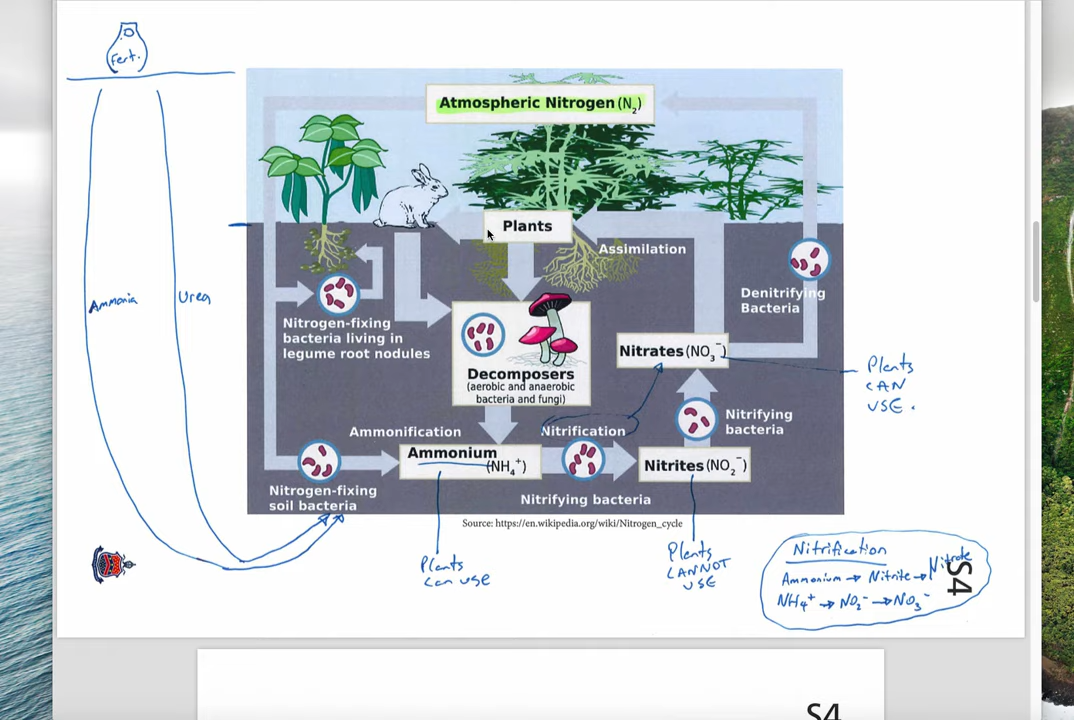 Fert.
Atmospheric Nitrogen (N₂)
Plants
Assimilation
Ammonia
Urea
Denitrifying
Bacteria
Nitrogen-fixing
bacteria living in
legume root nodules
Nitrates (NO₃⁻)
Plants
CAN
USE.
Decomposers
(aerobic and anaerobic
bacteria and fungi)
Nitrifying
bacteria
Ammonification
Nitrification
Ammonium
(NH₄⁺)
Nitrites (NO₂⁻)
Nitrogen-fixing
soil bacteria
Nitrifying bacteria
Source: https://en.wikipedia.org/wiki/Nitrogen_cycle
Plants
can use
Plants
CANNOT
USE
Nitrification
Ammonium → Nitrite → Nitrate
NH₄⁺ → NO₂⁻ → NO₃⁻
S4
S4